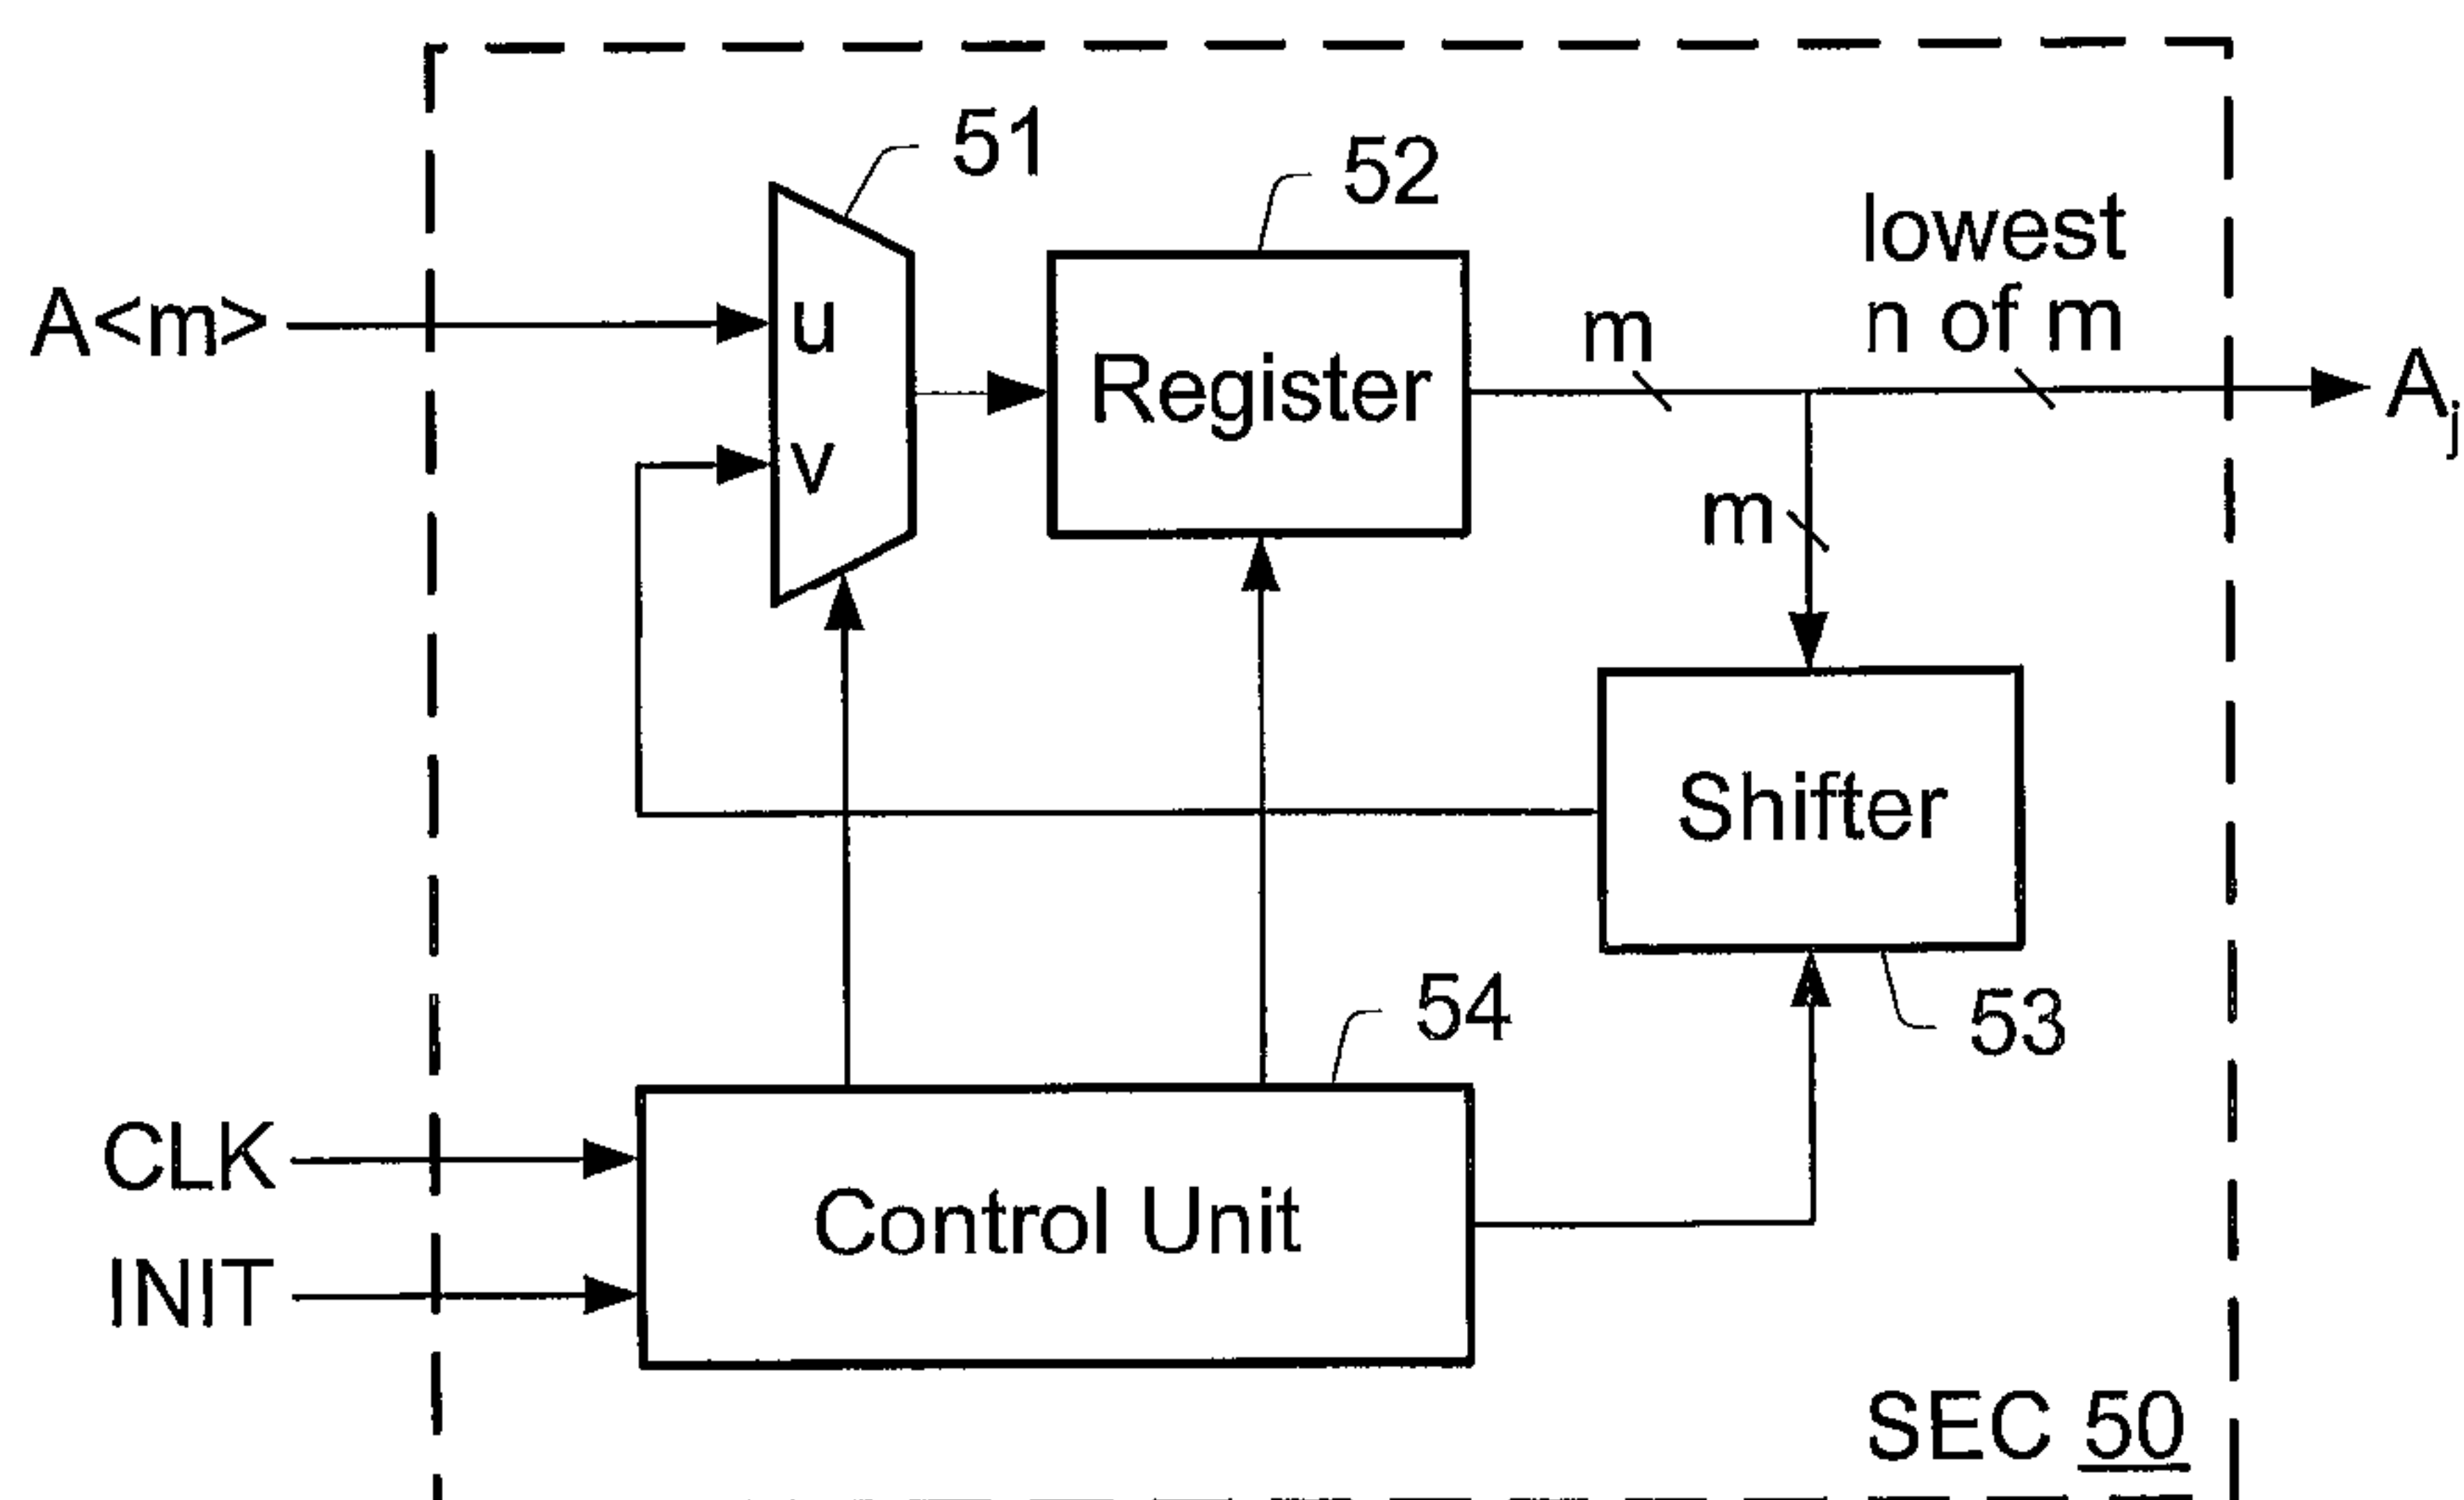 51
52
lowest
n of m
A<m>
u
m
Register
A
j
v
m
Shifter
54
53
CLK
Control Unit
INIT
SEC 50